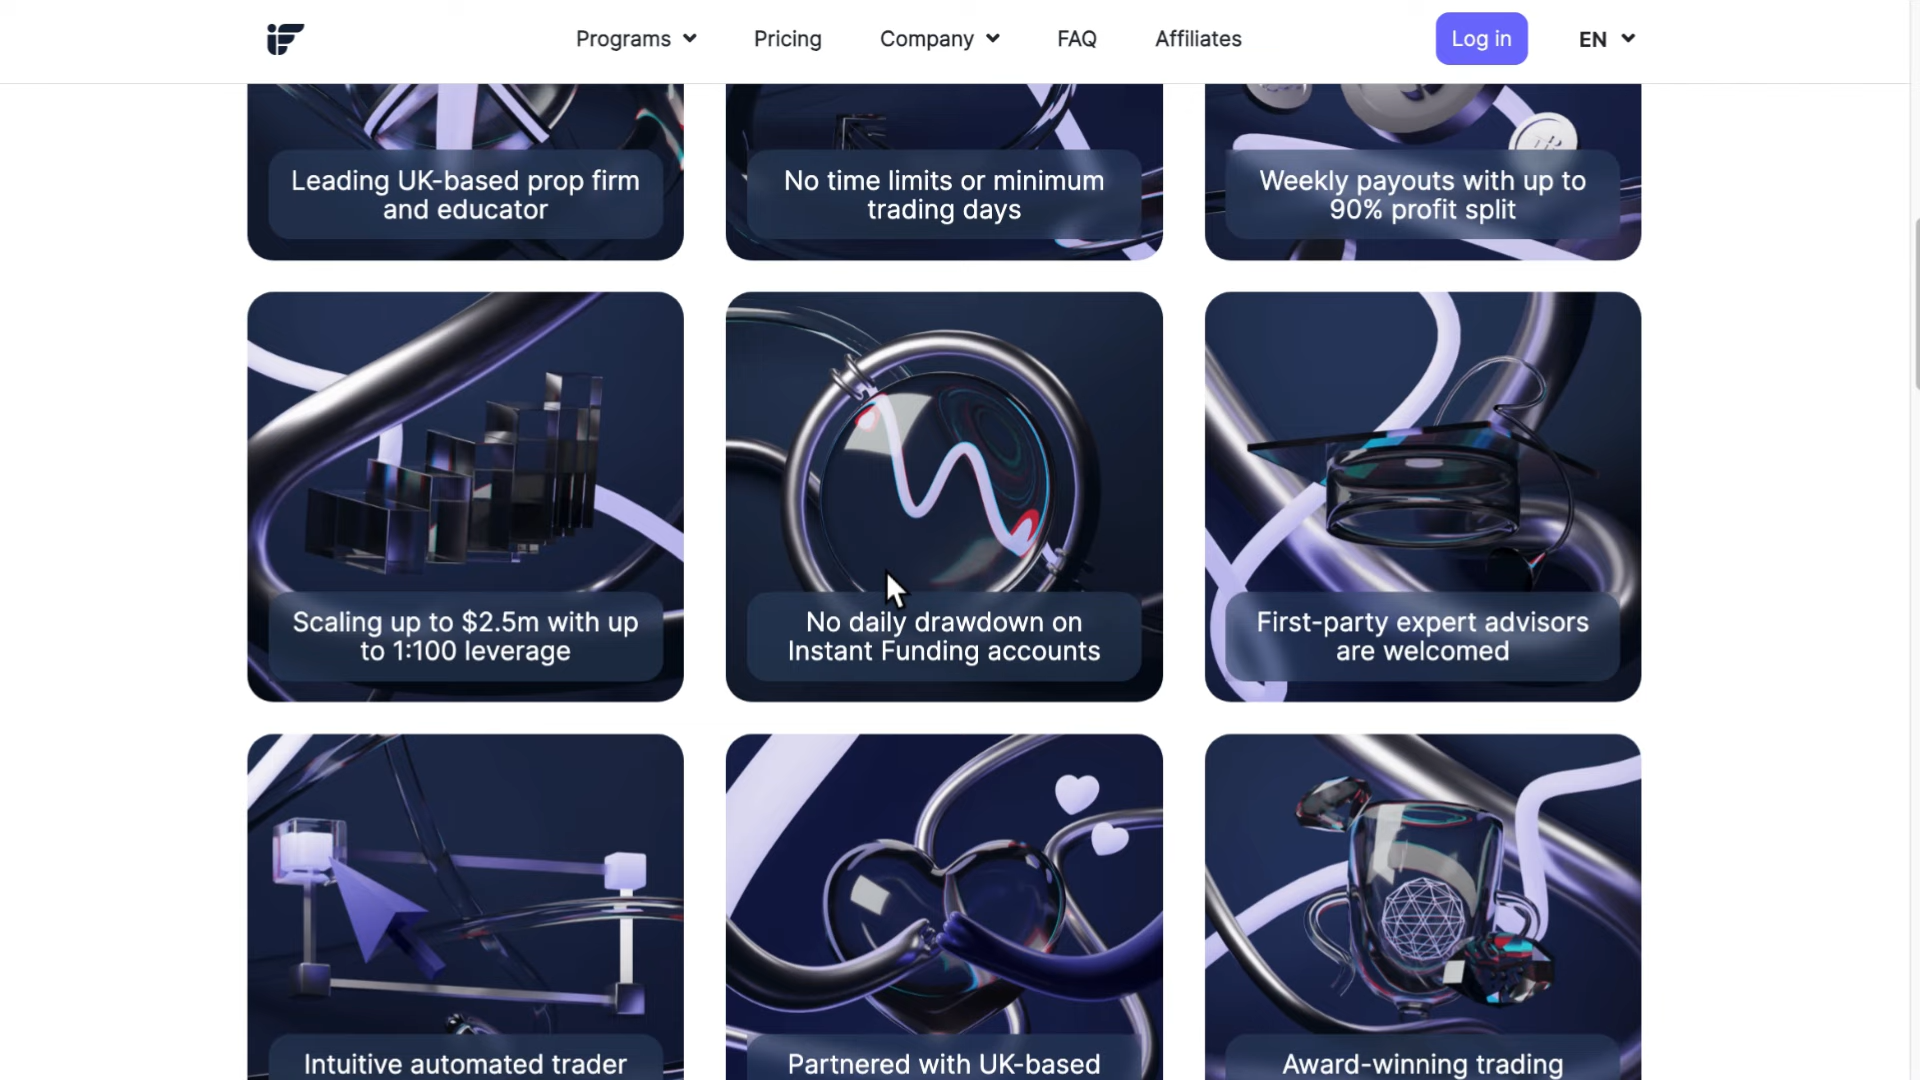 Programs
Pricing
Company
FAQ
Affiliates
Log in
EN
Leading UK-based prop firm
and educator
No time limits or minimum
trading days
Weekly payouts with up to
90% profit split
Scaling up to $2.5m with up
to 1:100 leverage
No daily drawdown on
Instant Funding accounts
First-party expert advisors
are welcomed
Intuitive automated trader
Partnered with UK-based
Award-winning trading